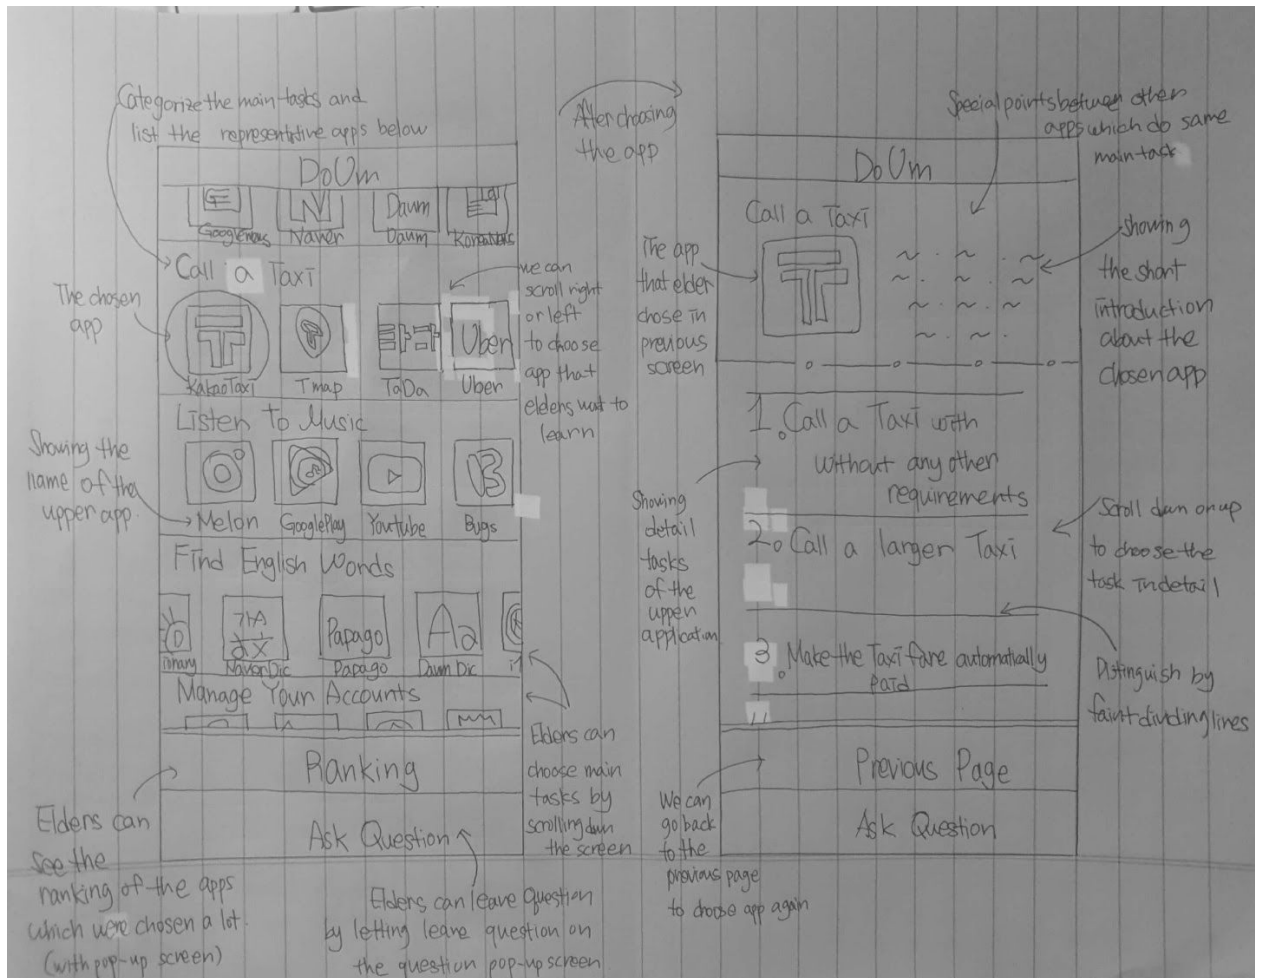 Categorize the main tasks and
list the representitive apps below
DoUm
Googlenews Naver Daum Daum
Call a Taxi
The chosen
app
KakaoTaxi Tmap TaDa Uber Uber
we can
scroll right
or left
to choose
app that
elders wat to
learn
Listen to Music
Showing the
name of the
upper app.
Melon GooglePlay Youtube Bugs
Find English Words
Papago Aa
Papago Daum Dic
Manage Your Accounts
Elders can
choose main
tasks by
scrolling down
the screen
Ranking
Elders can
see the
ranking of the apps
which were chosen a lot.
(with pop-up screen)
Ask Question
Elders can leave question
by letting leave question on
the question pop-up screen
After choosing
the app
Special points between other
apps which do same
main task
DoUm
Call a Taxi
The app
that elder
chose in
previous
screen
showing
the short
introduction
about the
chosen app
1. Call a Taxi with
without any other
requirements
Showing
detail
tasks
of the
upper
application
2. Call a larger Taxi
Scroll down or up
to choose the
task in detail
3. Make the Taxi fare automatically
paid
Distinguish by
faint dividing lines
Previous Page
We can
go back
to the
previous page
to choose app again
Ask Question